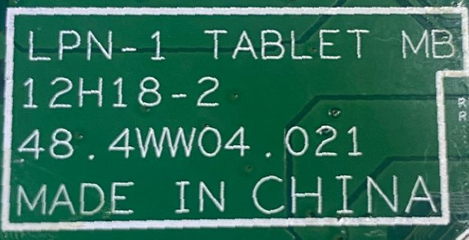 LPN-1 TABLET MB
12H18-2
48.4WW04.021
MADE IN CHINA